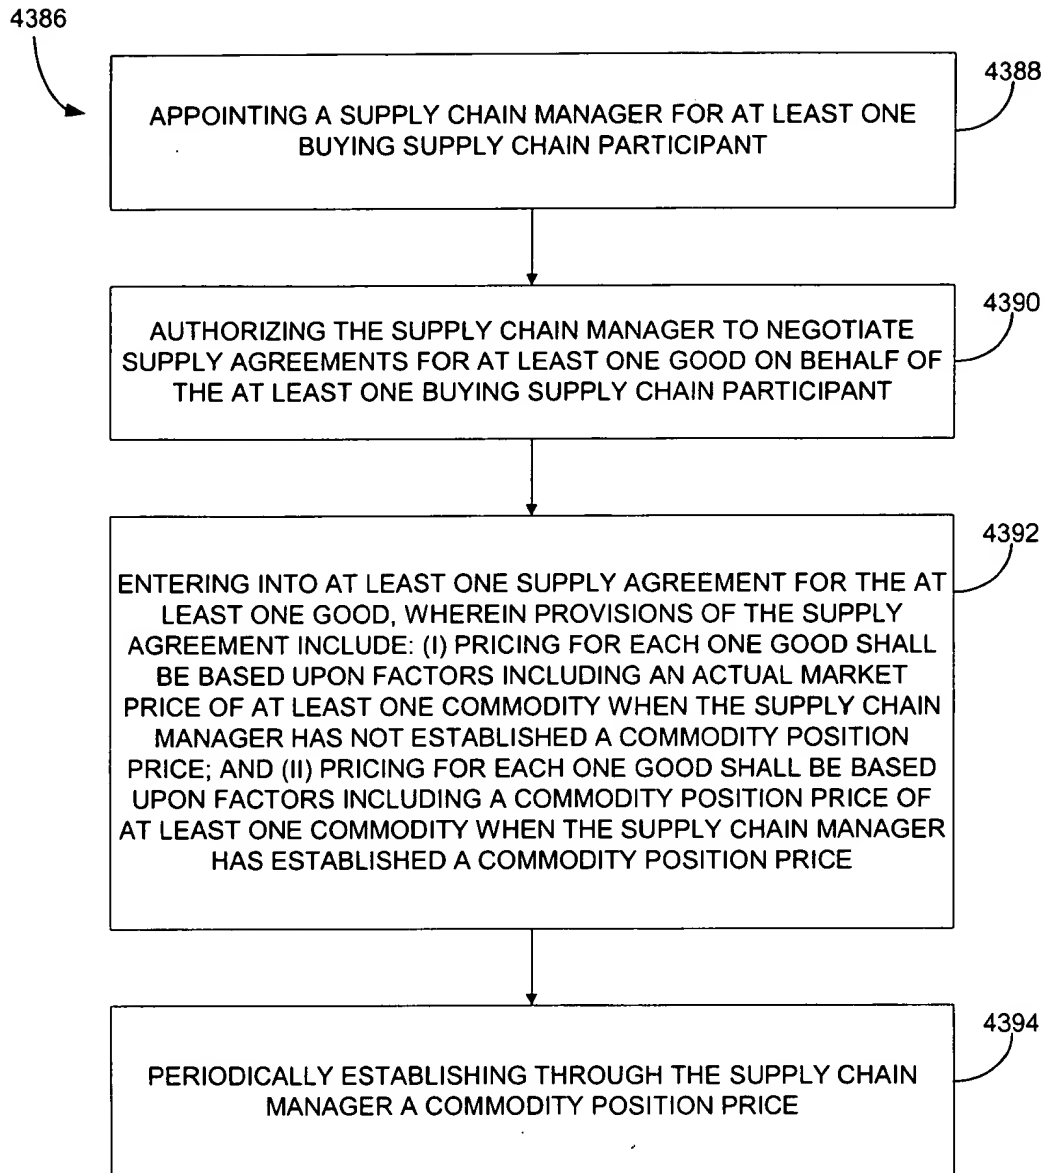 4386
4388
APPOINTING A SUPPLY CHAIN MANAGER FOR AT LEAST ONE
BUYING SUPPLY CHAIN PARTICIPANT
4390
AUTHORIZING THE SUPPLY CHAIN MANAGER TO NEGOTIATE
SUPPLY AGREEMENTS FOR AT LEAST ONE GOOD ON BEHALF OF
THE AT LEAST ONE BUYING SUPPLY CHAIN PARTICIPANT
4392
ENTERING INTO AT LEAST ONE SUPPLY AGREEMENT FOR THE AT
LEAST ONE GOOD, WHEREIN PROVISIONS OF THE SUPPLY
AGREEMENT INCLUDE: (I) PRICING FOR EACH ONE GOOD SHALL
BE BASED UPON FACTORS INCLUDING AN ACTUAL MARKET
PRICE OF AT LEAST ONE COMMODITY WHEN THE SUPPLY CHAIN
MANAGER HAS NOT ESTABLISHED A COMMODITY POSITION
PRICE; AND (II) PRICING FOR EACH ONE GOOD SHALL BE BASED
UPON FACTORS INCLUDING A COMMODITY POSITION PRICE OF
AT LEAST ONE COMMODITY WHEN THE SUPPLY CHAIN MANAGER
HAS ESTABLISHED A COMMODITY POSITION PRICE
4394
PERIODICALLY ESTABLISHING THROUGH THE SUPPLY CHAIN
MANAGER A COMMODITY POSITION PRICE